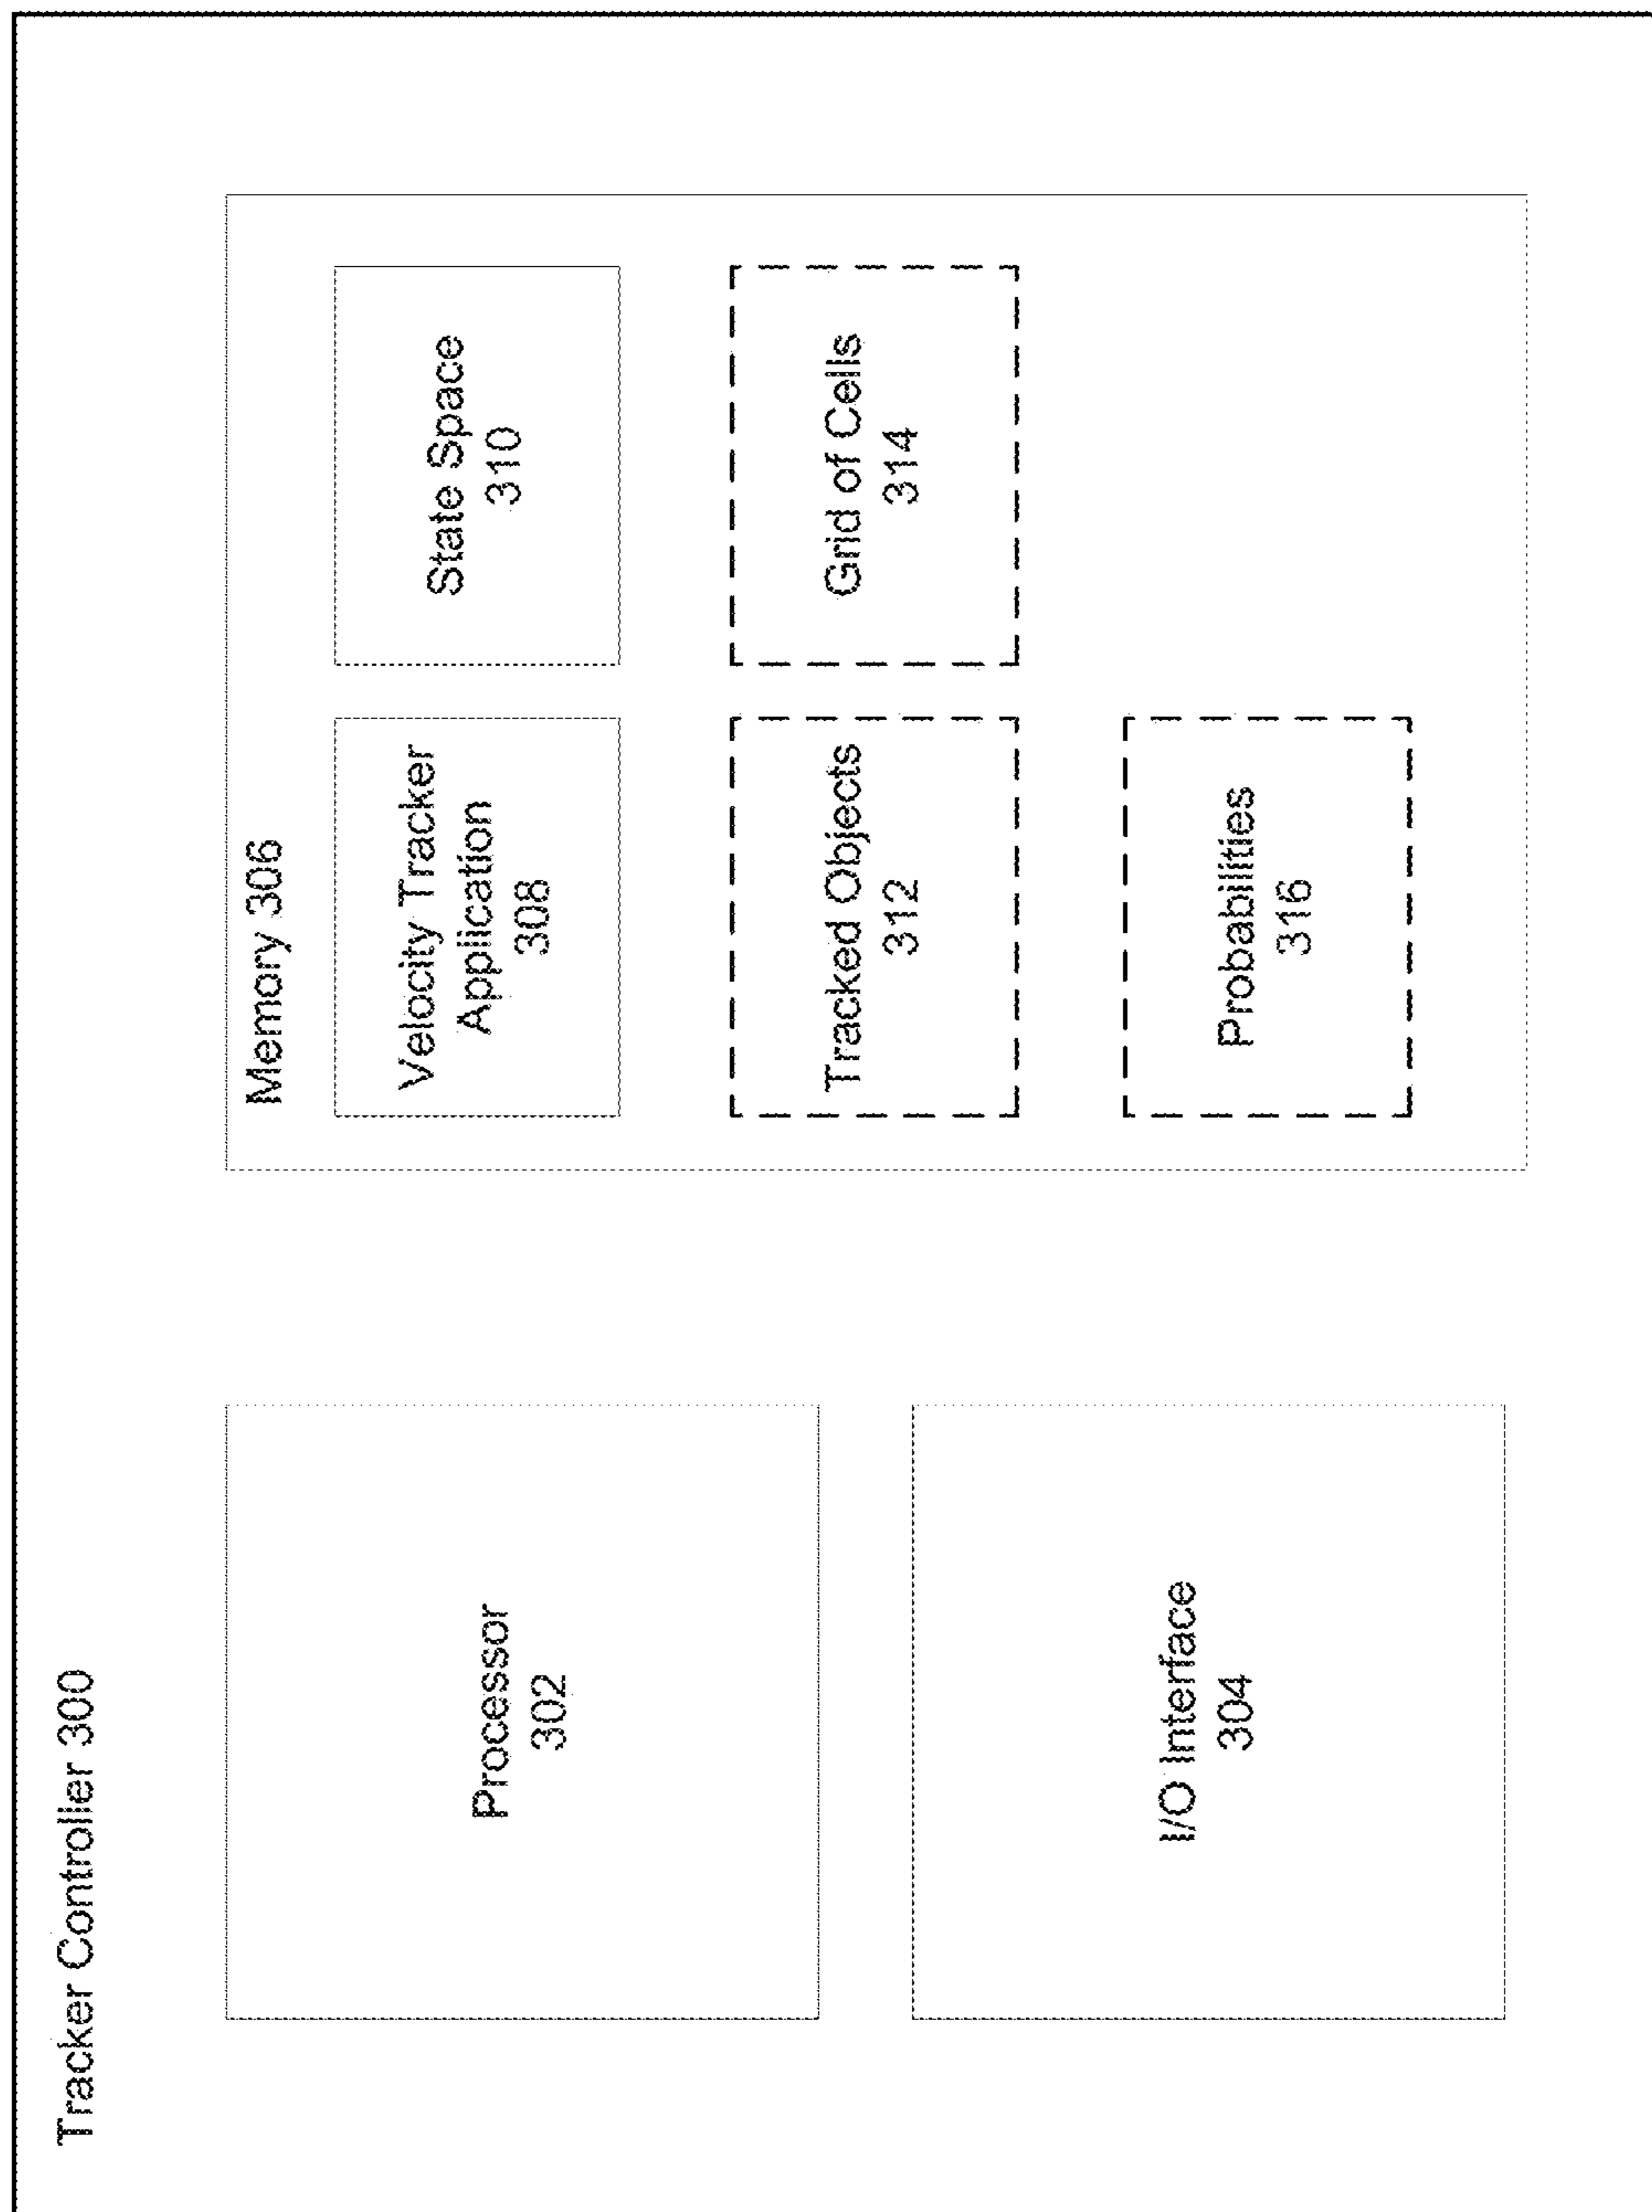 Tracker Controller 300
Processor
302
I/O Interface
304
Memory 306
Velocity Tracker
Application
308
State Space
310
Tracked Objects
312
Grid of Cells
314
Probabilities
316